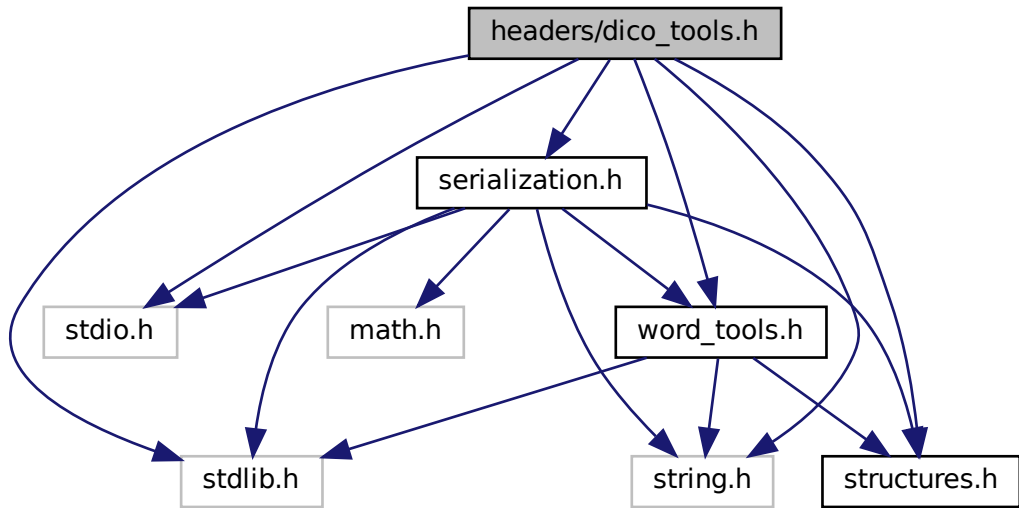 headers/dico_tools.h
serialization.h
stdio.h
math.h
word_tools.h
stdlib.h
string.h
structures.h